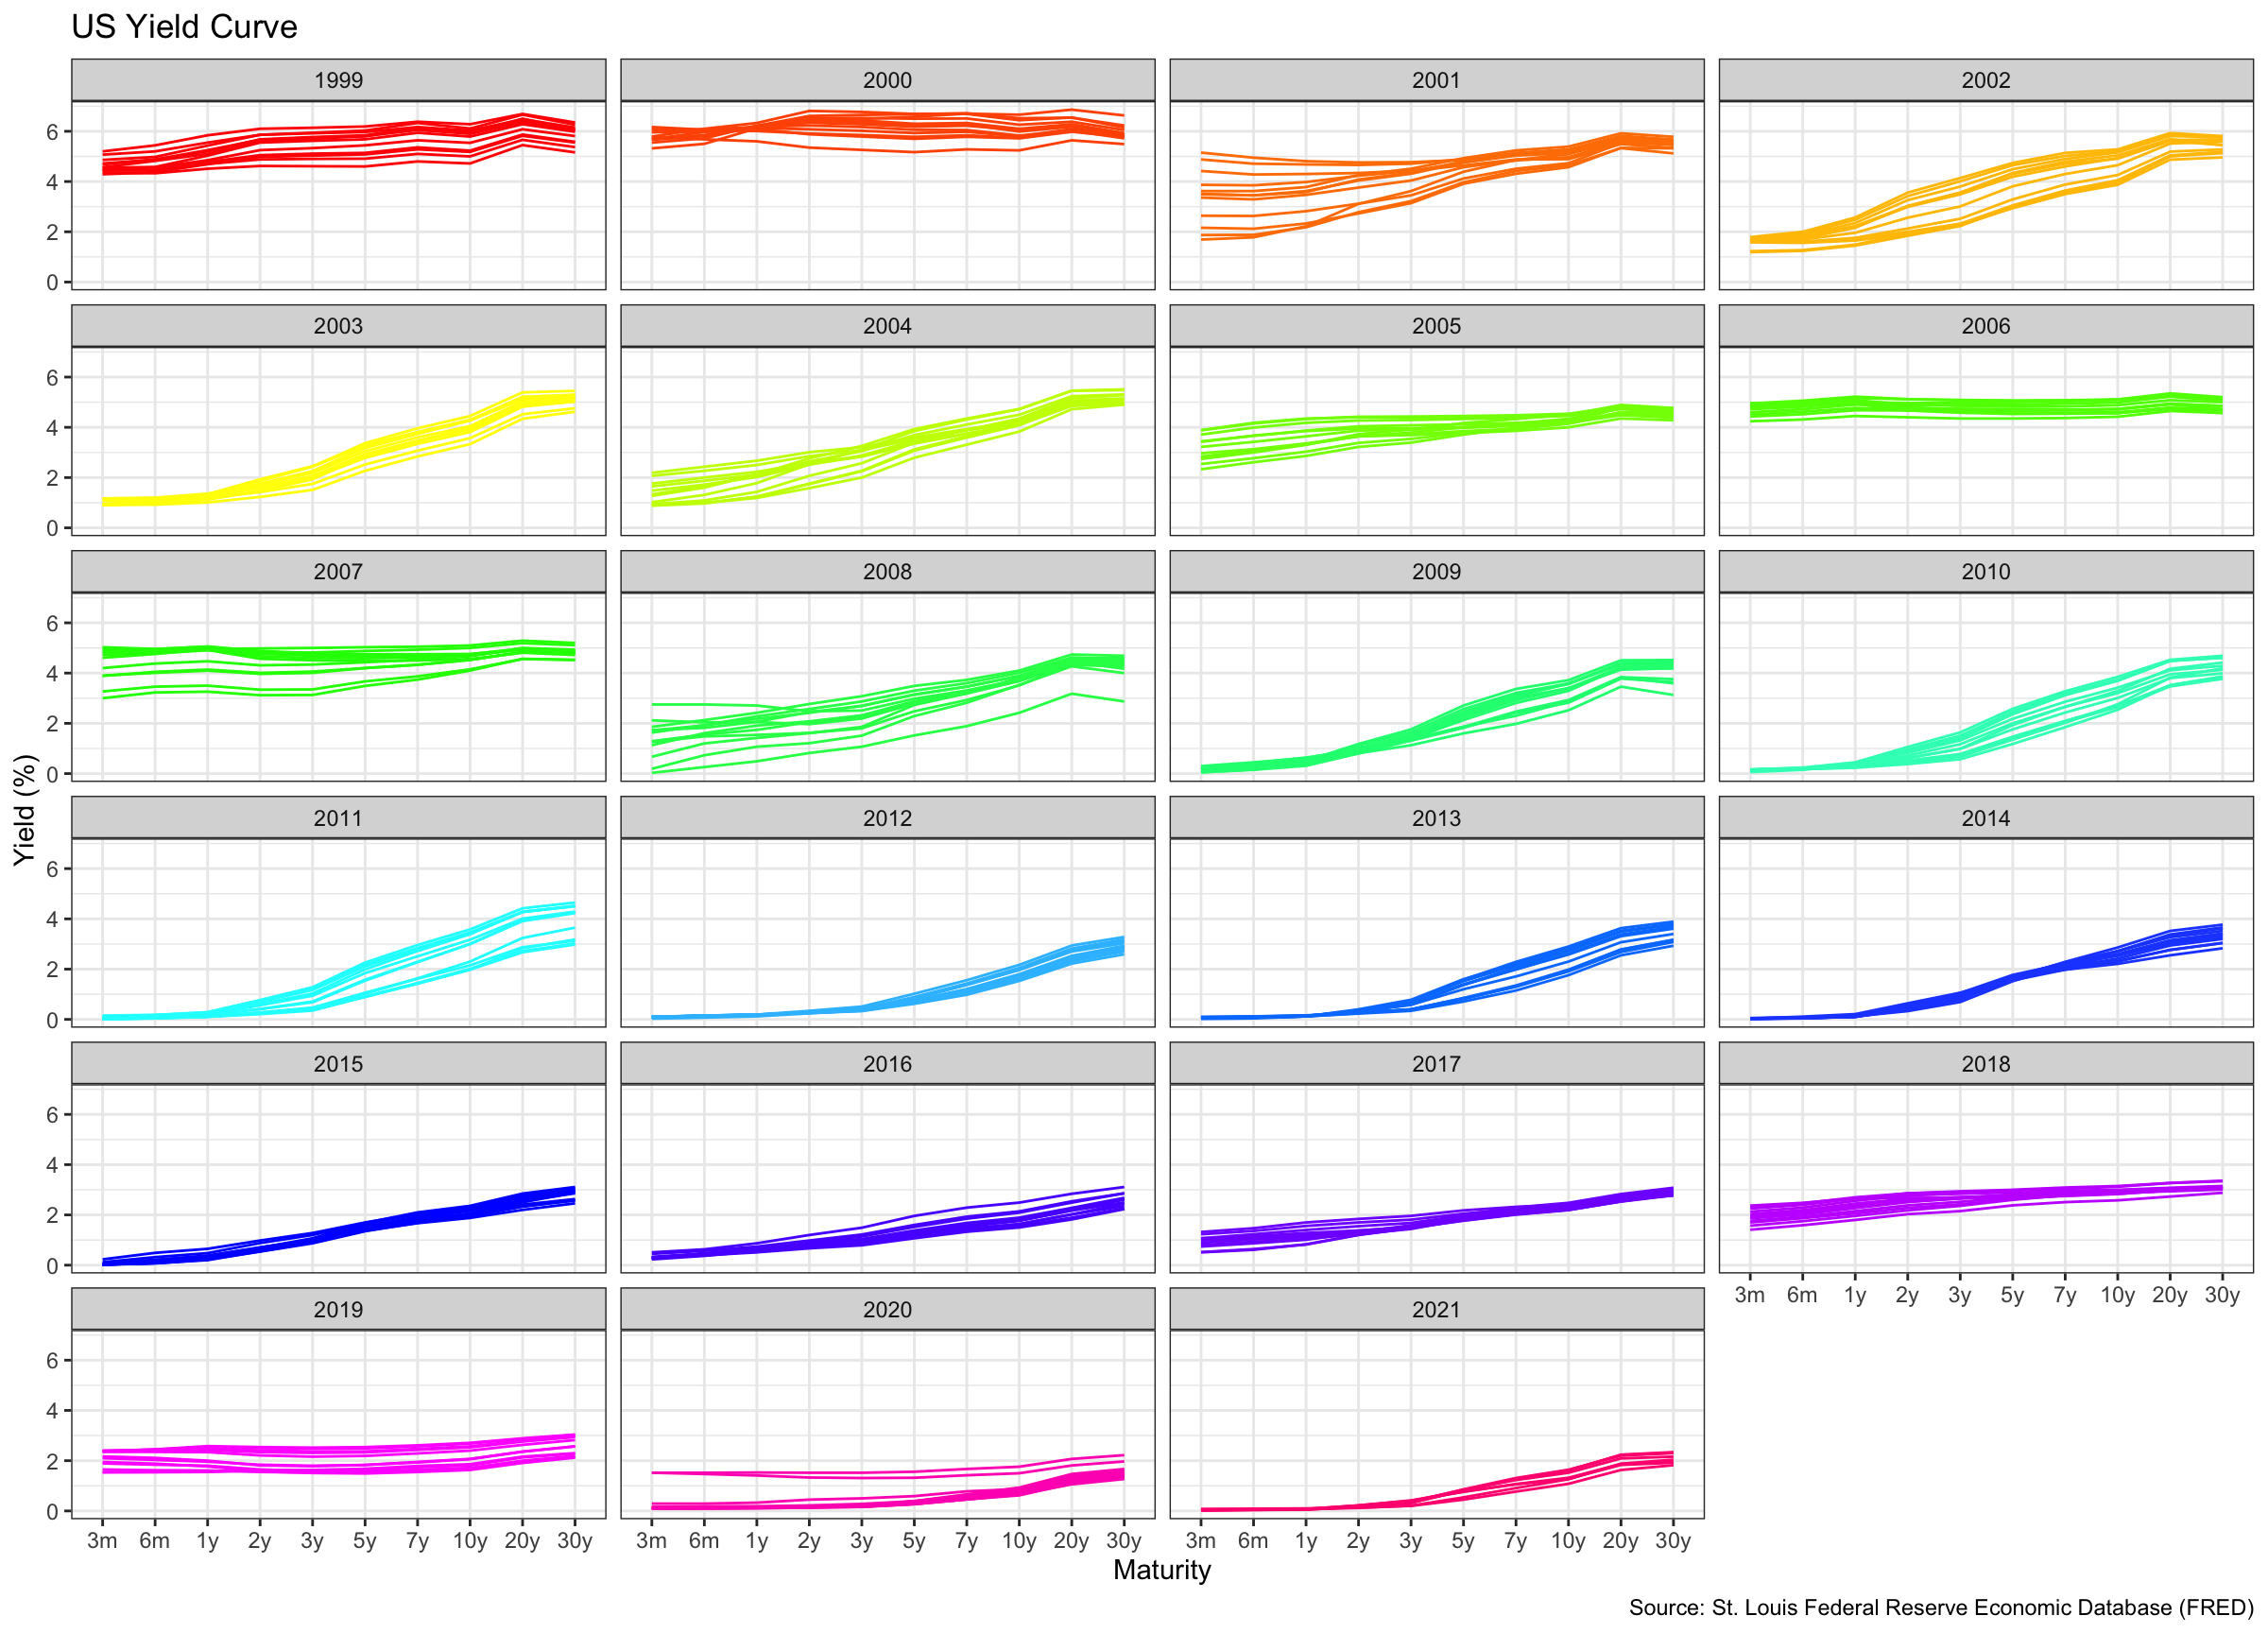 US Yield Curve
1999 2000 2001 2002
6
4
2
0
2003 2004 2005 2006
6
4
2
0
2007 2008 2009 2010
6
4
2
0
Yield (%)
2011 2012 2013 2014
6
4
2
0
2015 2016 2017 2018
6
4
2
0
3m 6m 1y 2y 3y 5y 7y 10y 20y 30y
2019 2020 2021
6
4
2
0
3m 6m 1y 2y 3y 5y 7y 10y 20y 30y 3m 6m 1y 2y 3y 5y 7y 10y 20y 30y 3m 6m 1y 2y 3y 5y 7y 10y 20y 30y
Maturity
Source: St. Louis Federal Reserve Economic Database (FRED)